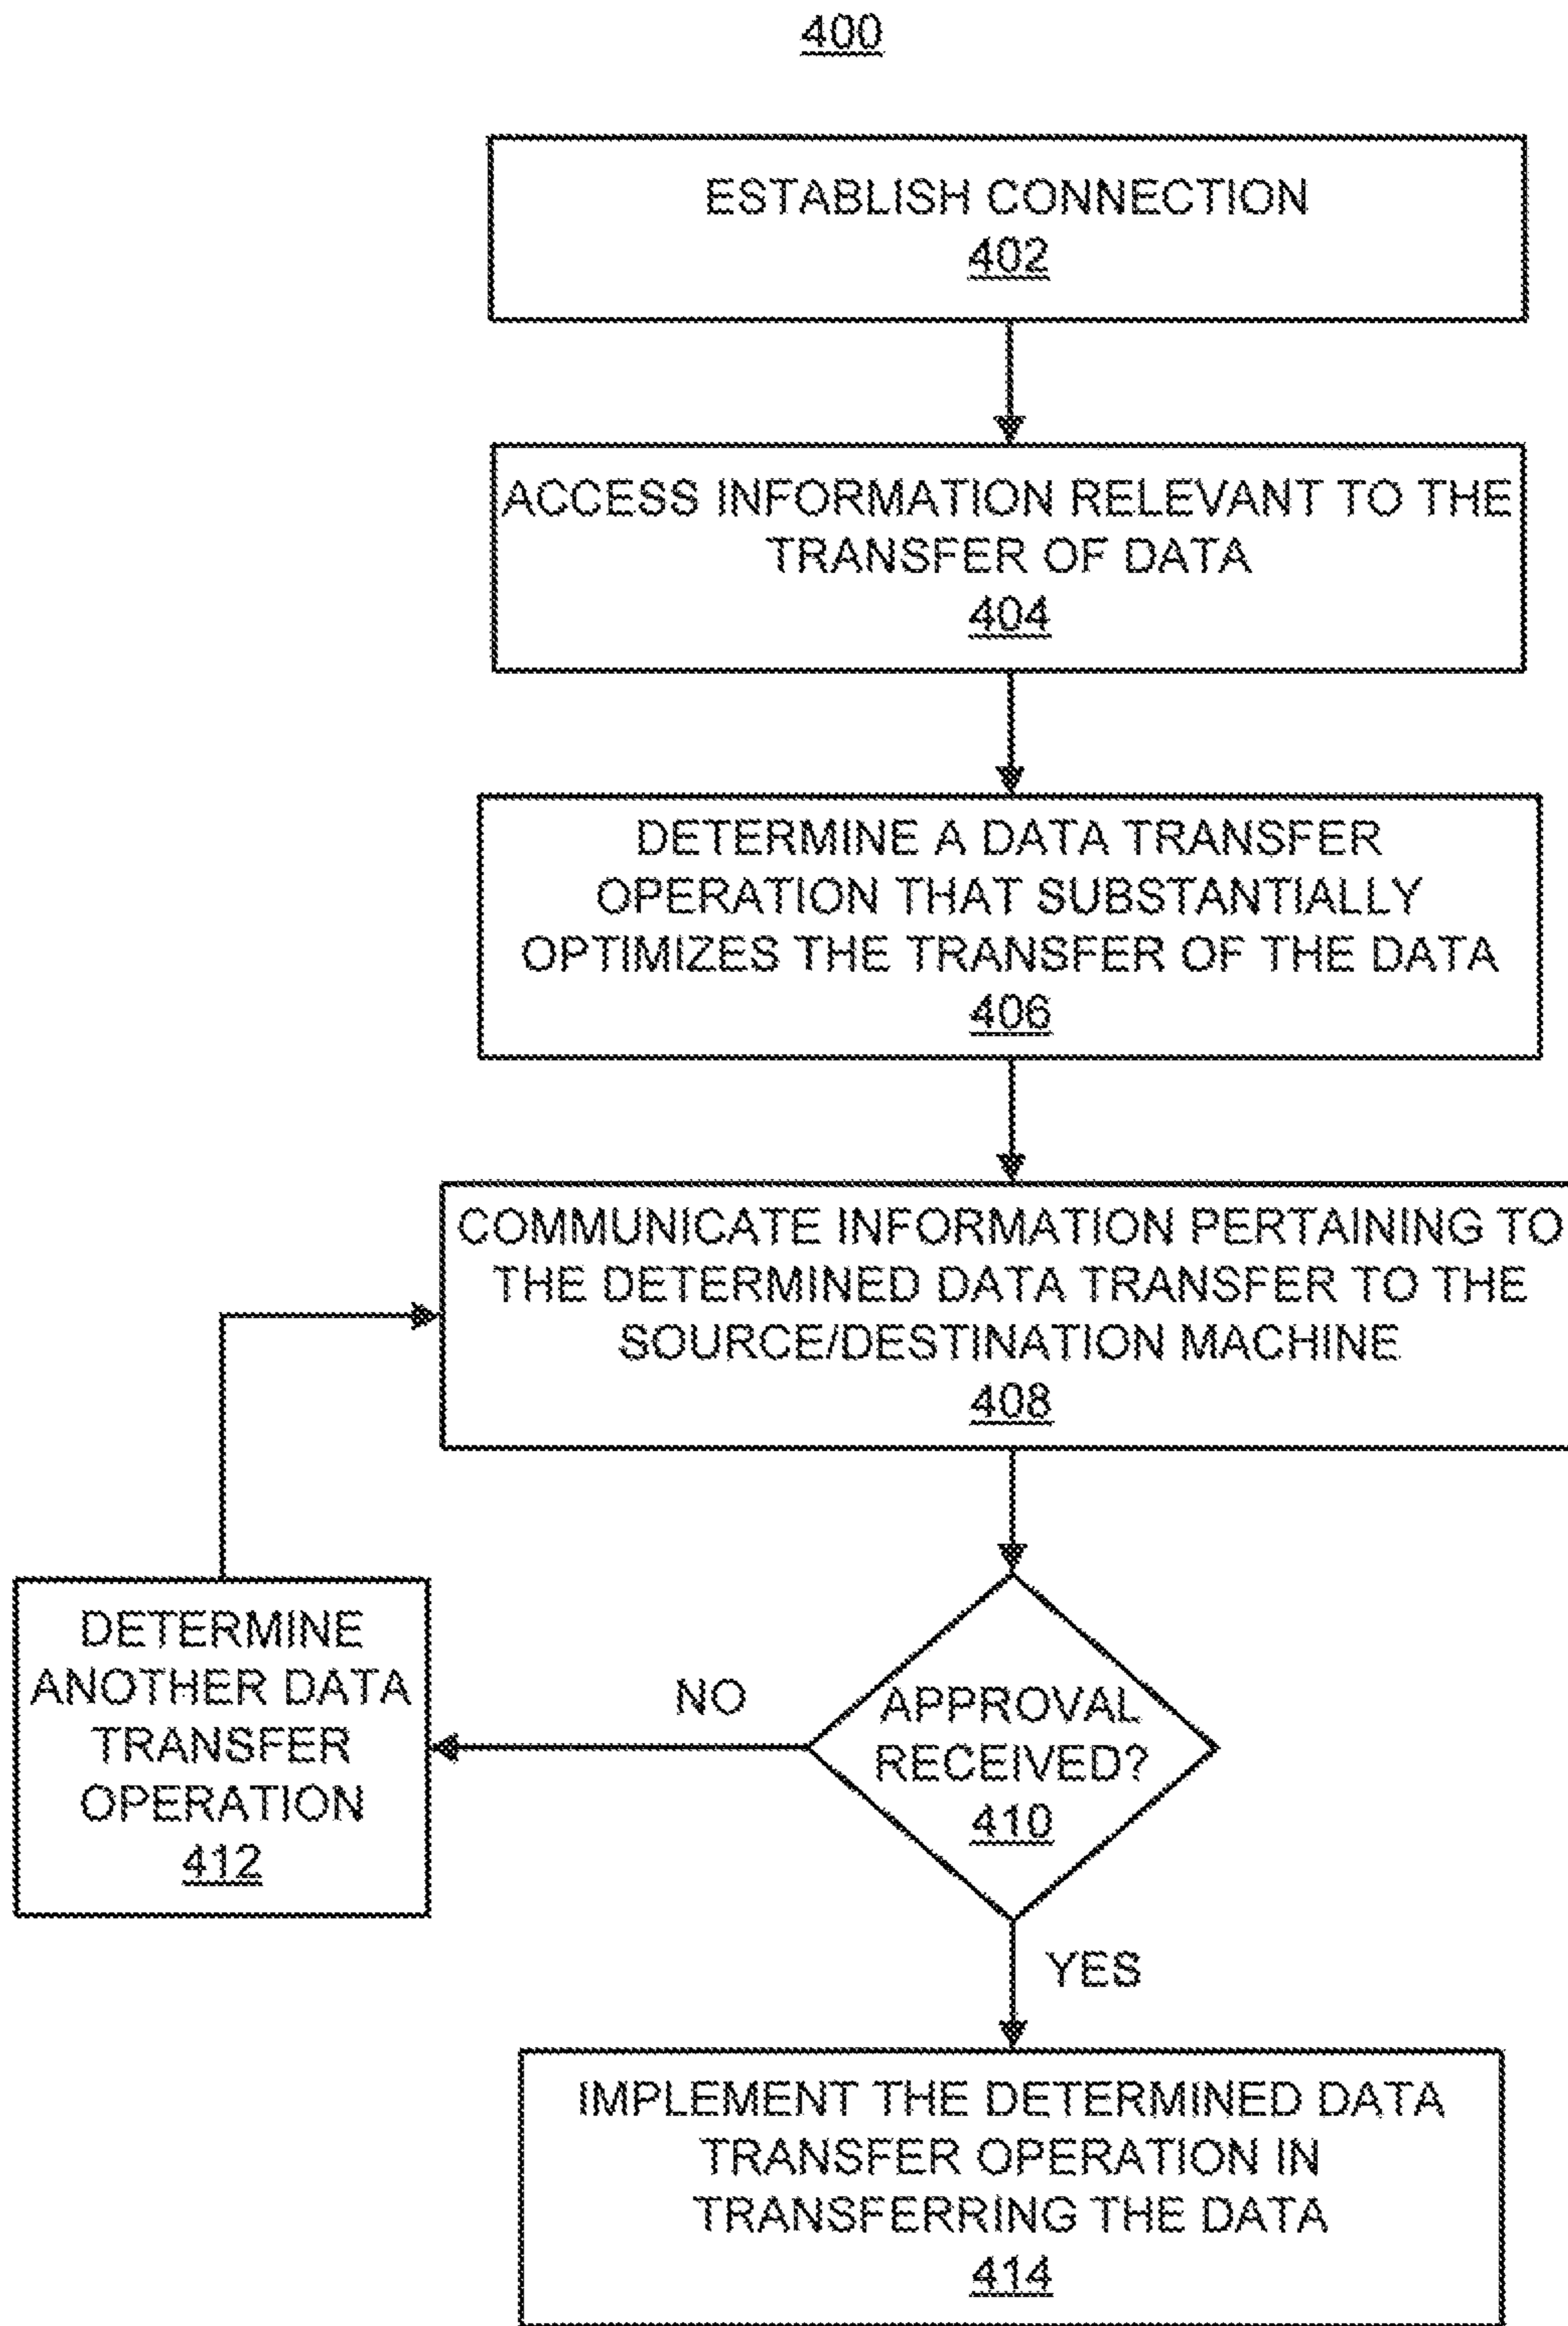 400
ESTABLISH CONNECTION
402
ACCESS INFORMATION RELEVANT TO THE
TRANSFER OF DATA
404
DETERMINE A DATA TRANSFER
OPERATION THAT SUBSTANTIALLY
OPTIMIZES THE TRANSFER OF THE DATA
406
COMMUNICATE INFORMATION PERTAINING TO
THE DETERMINED DATA TRANSFER TO THE
SOURCE/DESTINATION MACHINE
408
APPROVAL
RECEIVED?
410
NO
DETERMINE
ANOTHER DATA
TRANSFER
OPERATION
412
YES
IMPLEMENT THE DETERMINED DATA
TRANSFER OPERATION IN
TRANSFERRING THE DATA
414